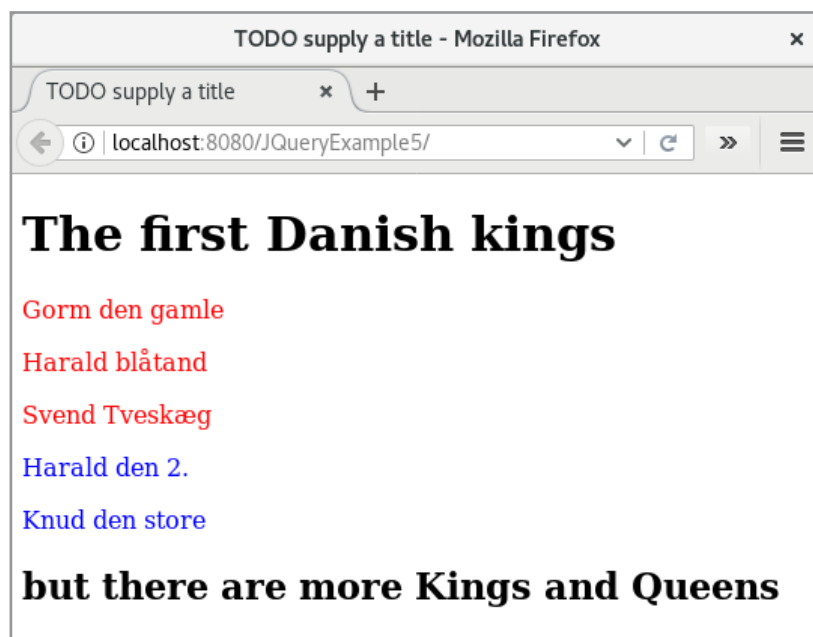 TODO supply a title - Mozilla Firefox
TODO supply a title
localhost:8080/JQueryExample5/
The first Danish kings
Gorm den gamle
Harald blåtand
Svend Tveskæg
Harald den 2.
Knud den store
but there are more Kings and Queens